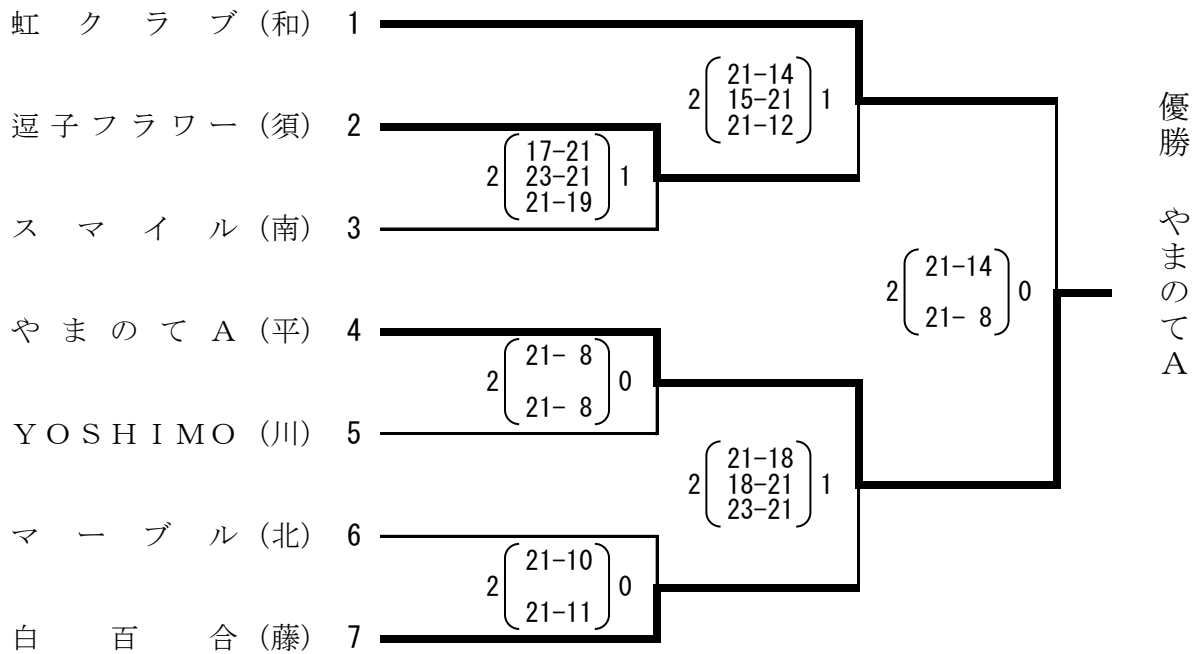 虹クラブ（和） 1
21-14
2 15-21 1
21-12
逗子フラワー（須） 2
17-21
2 23-21 1
21-19
スマイル（南） 3
21-14
2 0
21- 8
やまのてＡ（平） 4
21- 8
2 0
21- 8
ＹＯＳＨＩＭＯ（川） 5
21-18
2 18-21 1
23-21
マーブル（北） 6
21-10
2 0
21-11
白百合（藤） 7
優勝 やまのてＡ